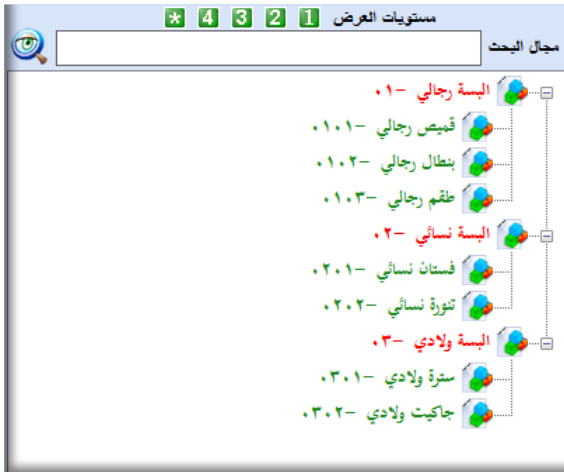 مستويات العرض 1 2 3 4 *
مجال البحث
البسة رجالي -٠١
قميص رجالي -٠١٠١
بنطال رجالي -٠١٠٢
طقم رجالي -٠١٠٣
البسة نسائي -٠٢
فستان نسائي -٠٢٠١
تنورة نسائي -٠٢٠٢
البسة ولادي -٠٣
سترة ولادي -٠٣٠١
جاكيت ولادي -٠٣٠٢